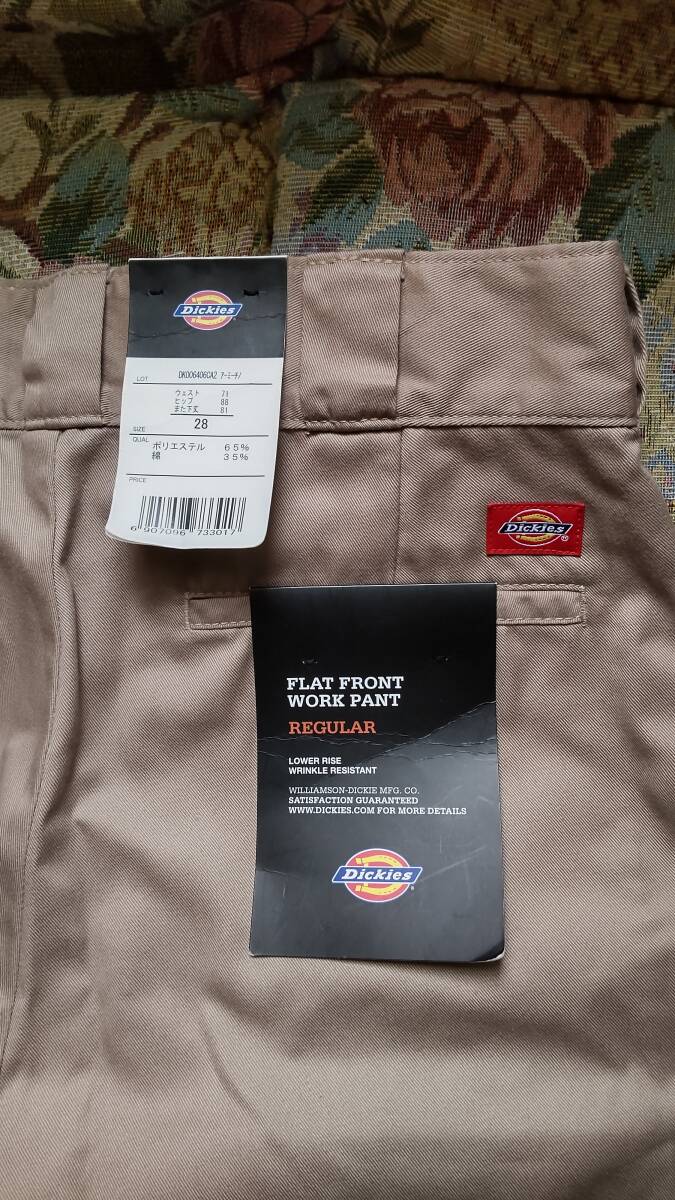 Dickies
LOT DK006406CA2 アーミーチノ
ウェスト 71
ヒップ 88
また下丈 81
SIZE 28
QUAL
ポリエステル 65%
綿 35%
PRICE
6 907096 733017
Dickies
FLAT FRONT
WORK PANT
REGULAR
LOWER RISE
WRINKLE RESISTANT
WILLIAMSON-DICKIE MFG. CO.
SATISFACTION GUARANTEED
WWW.DICKIES.COM FOR MORE DETAILS
Dickies